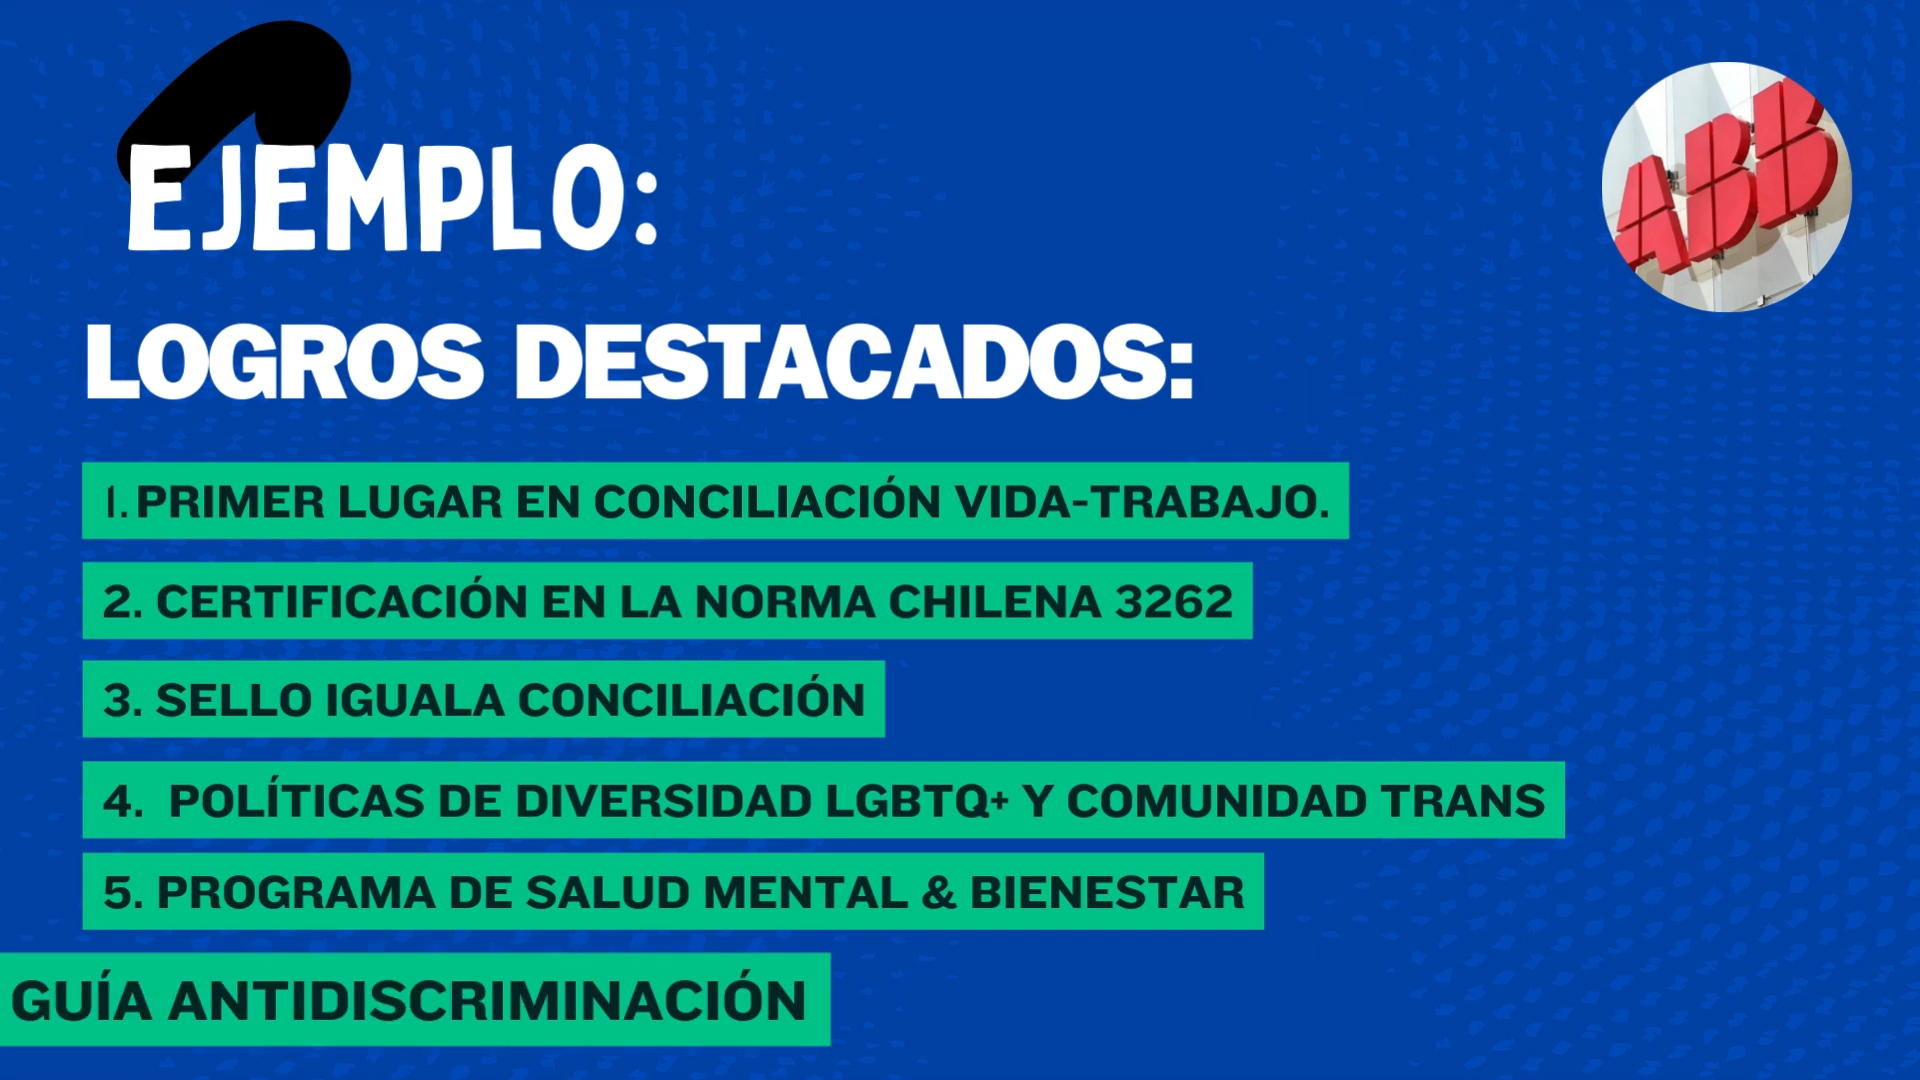 EJEMPLO:
ABB
LOGROS DESTACADOS:
1. PRIMER LUGAR EN CONCILIACIÓN VIDA-TRABAJO.
2. CERTIFICACIÓN EN LA NORMA CHILENA 3262
3. SELLO IGUALA CONCILIACIÓN
4. POLÍTICAS DE DIVERSIDAD LGBTQ+ Y COMUNIDAD TRANS
5. PROGRAMA DE SALUD MENTAL & BIENESTAR
GUÍA ANTIDISCRIMINACIÓN